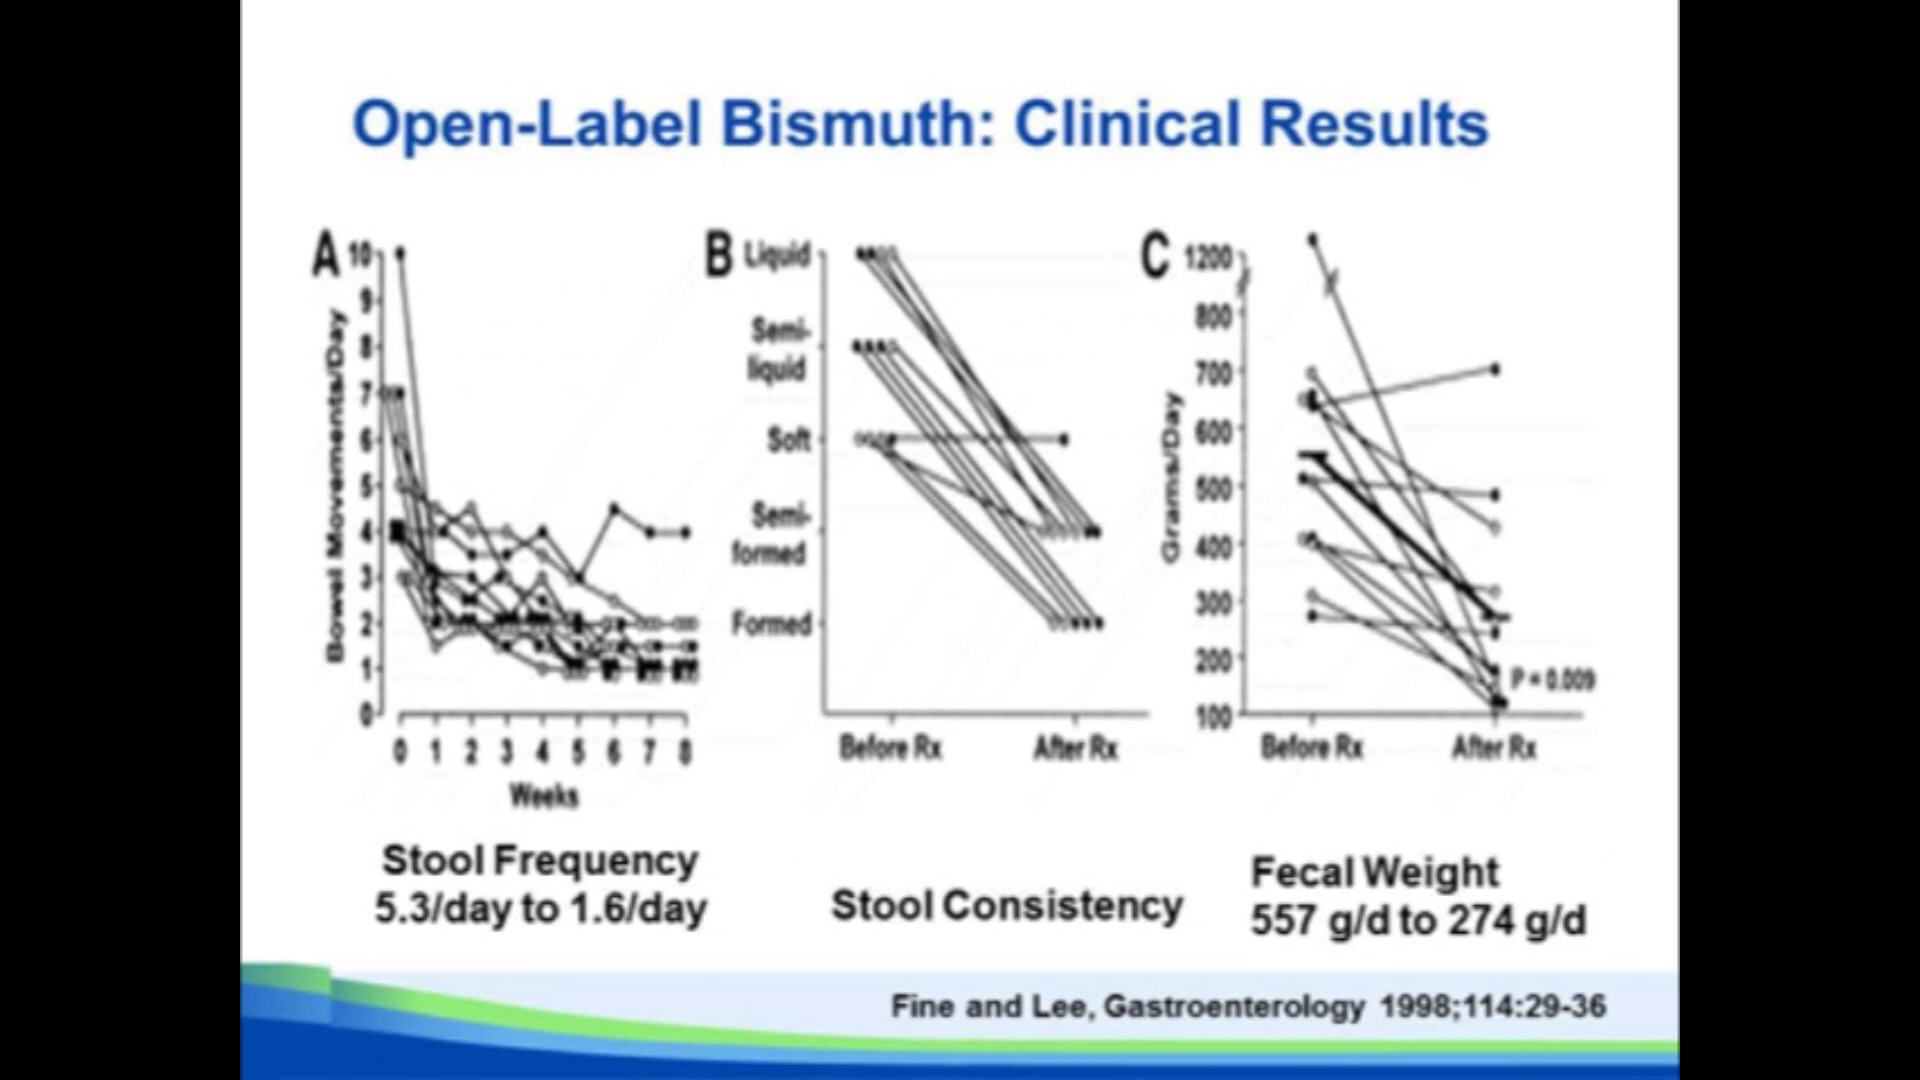 Open-Label Bismuth: Clinical Results
A
10
9
8
7
6
5
4
3
2
1
0
Bowel Movements/Day
0 1 2 3 4 5 6 7 8
Weeks
Stool Frequency
5.3/day to 1.6/day
B
Liquid
Semi-
liquid
Soft
Semi-
formed
Formed
Before Rx After Rx
Stool Consistency
C
1200
800
700
600
500
400
300
200
100
Grams/Day
P = 0.009
Before Rx After Rx
Fecal Weight
557 g/d to 274 g/d
Fine and Lee, Gastroenterology 1998;114:29-36